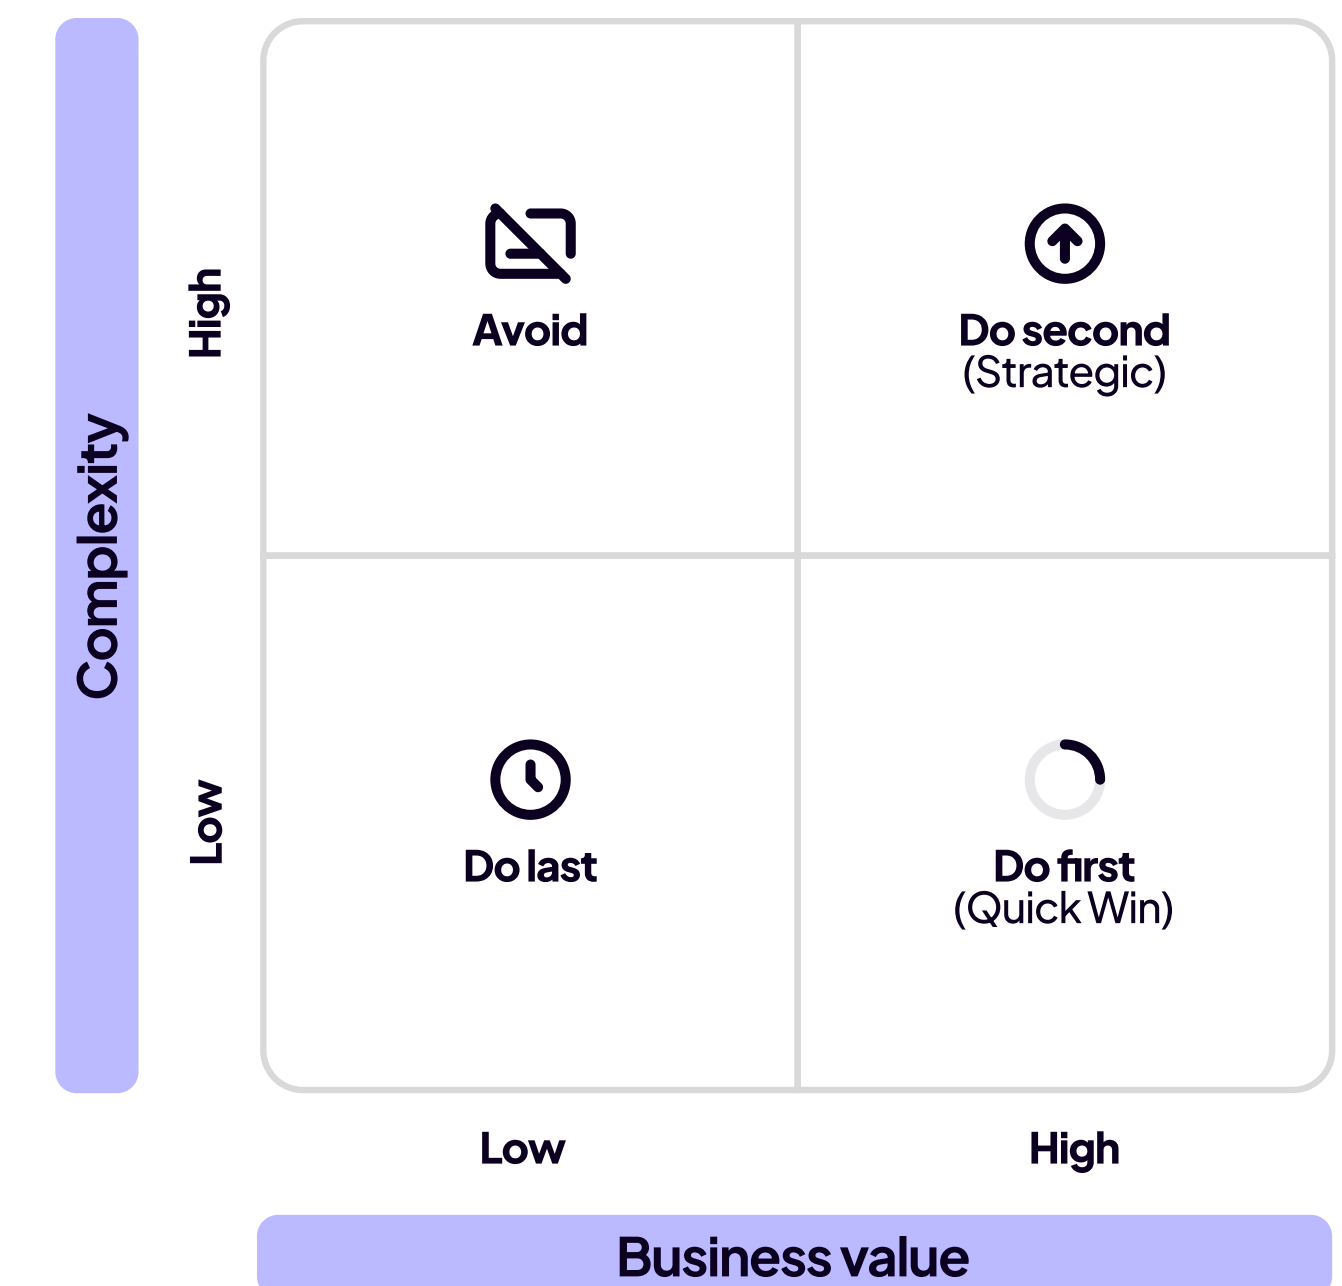 Complexity
High
Avoid
Do second
(Strategic)
Low
Do last
Do first
(Quick Win)
Low
High
Business value